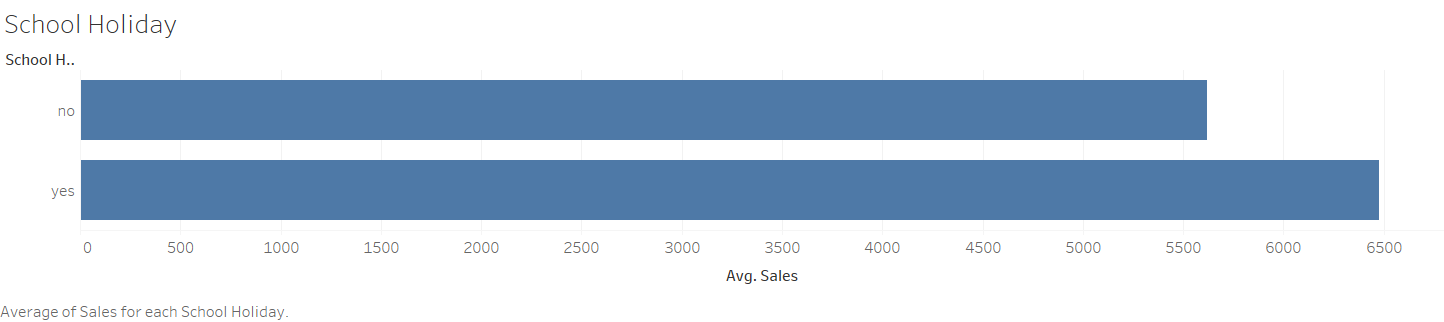 School Holiday
School H..
no
yes
0 500 1000 1500 2000 2500 3000 3500 4000 4500 5000 5500 6000 6500
Avg. Sales
Average of Sales for each School Holiday.